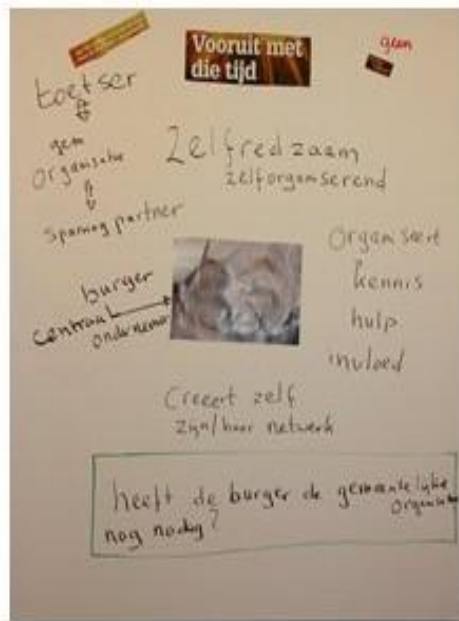 Vooruit met
die tijd
geen
toetser
gem
organisatie
sparring partner
Zelfredzaam
zelforganiserend
burger
centraal
ondernemer
organiseert
kennis
hulp
invloed
Creëert zelf
zijn/haar netwerk
heeft de burger de gemeentelijke
organisatie
nog nodig?